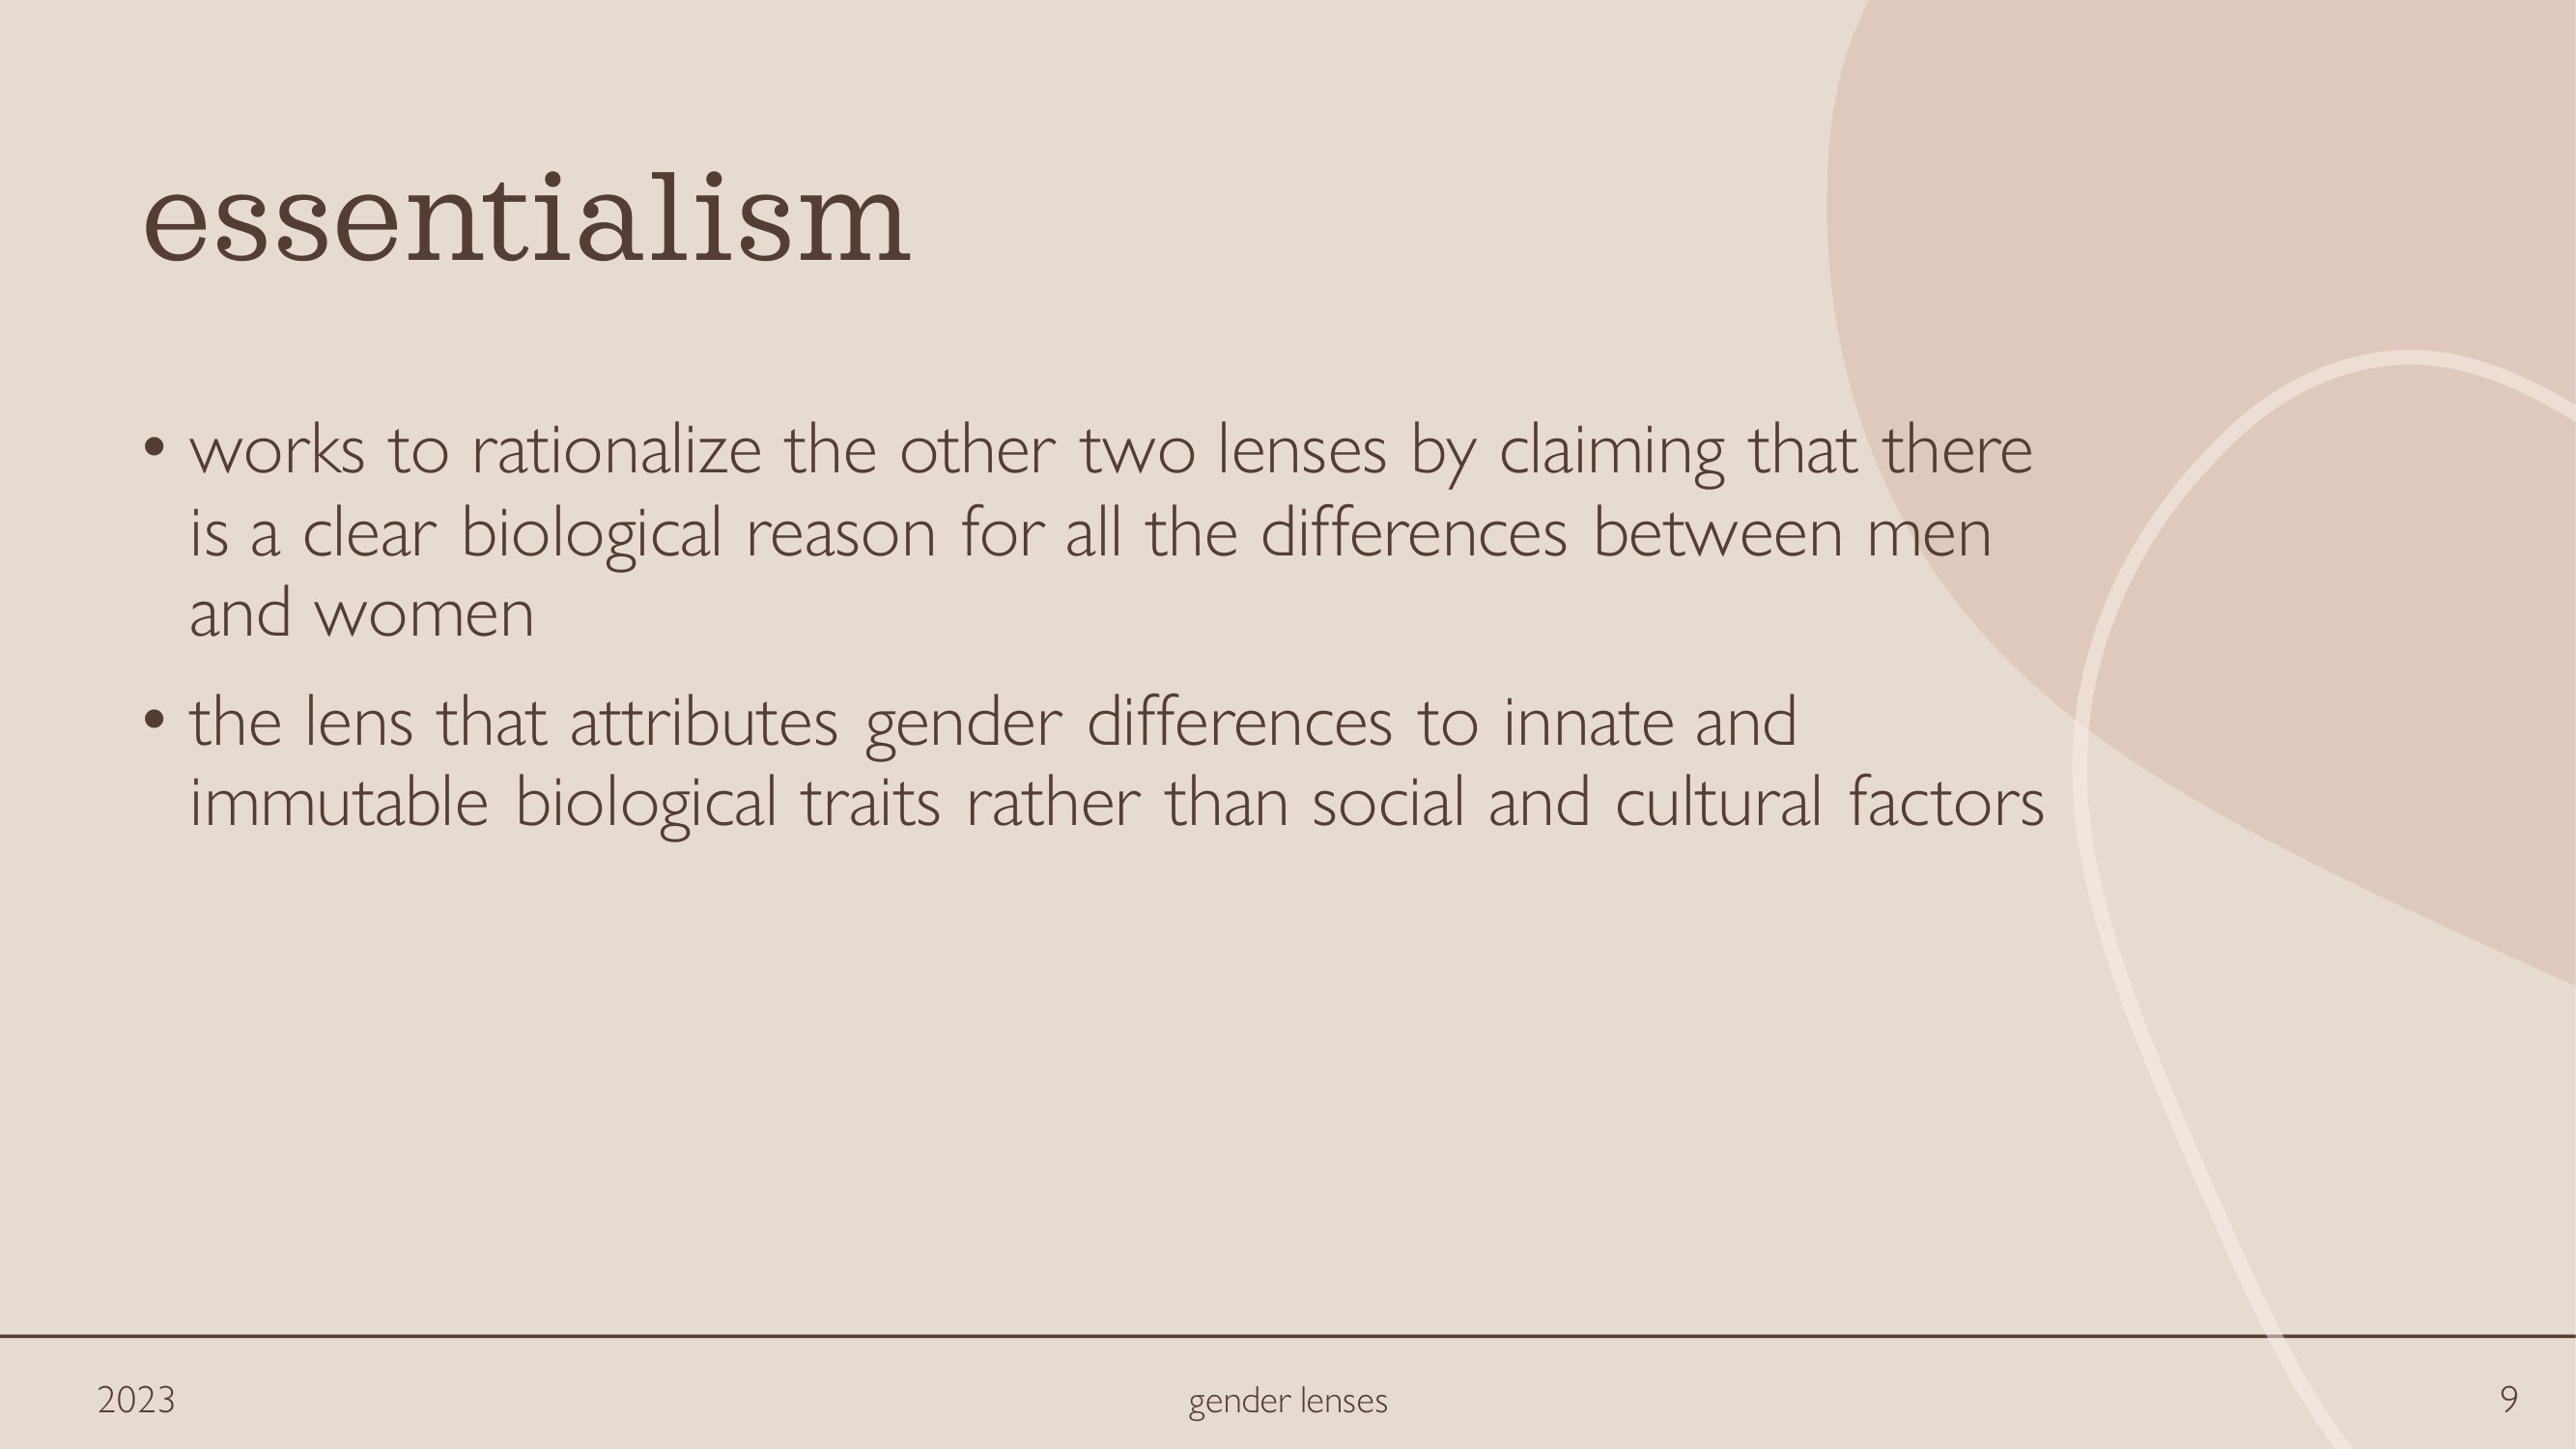 essentialism
• works to rationalize the other two lenses by claiming that there
is a clear biological reason for all the differences between men
and women
• the lens that attributes gender differences to innate and
immutable biological traits rather than social and cultural factors
2023
gender lenses
9